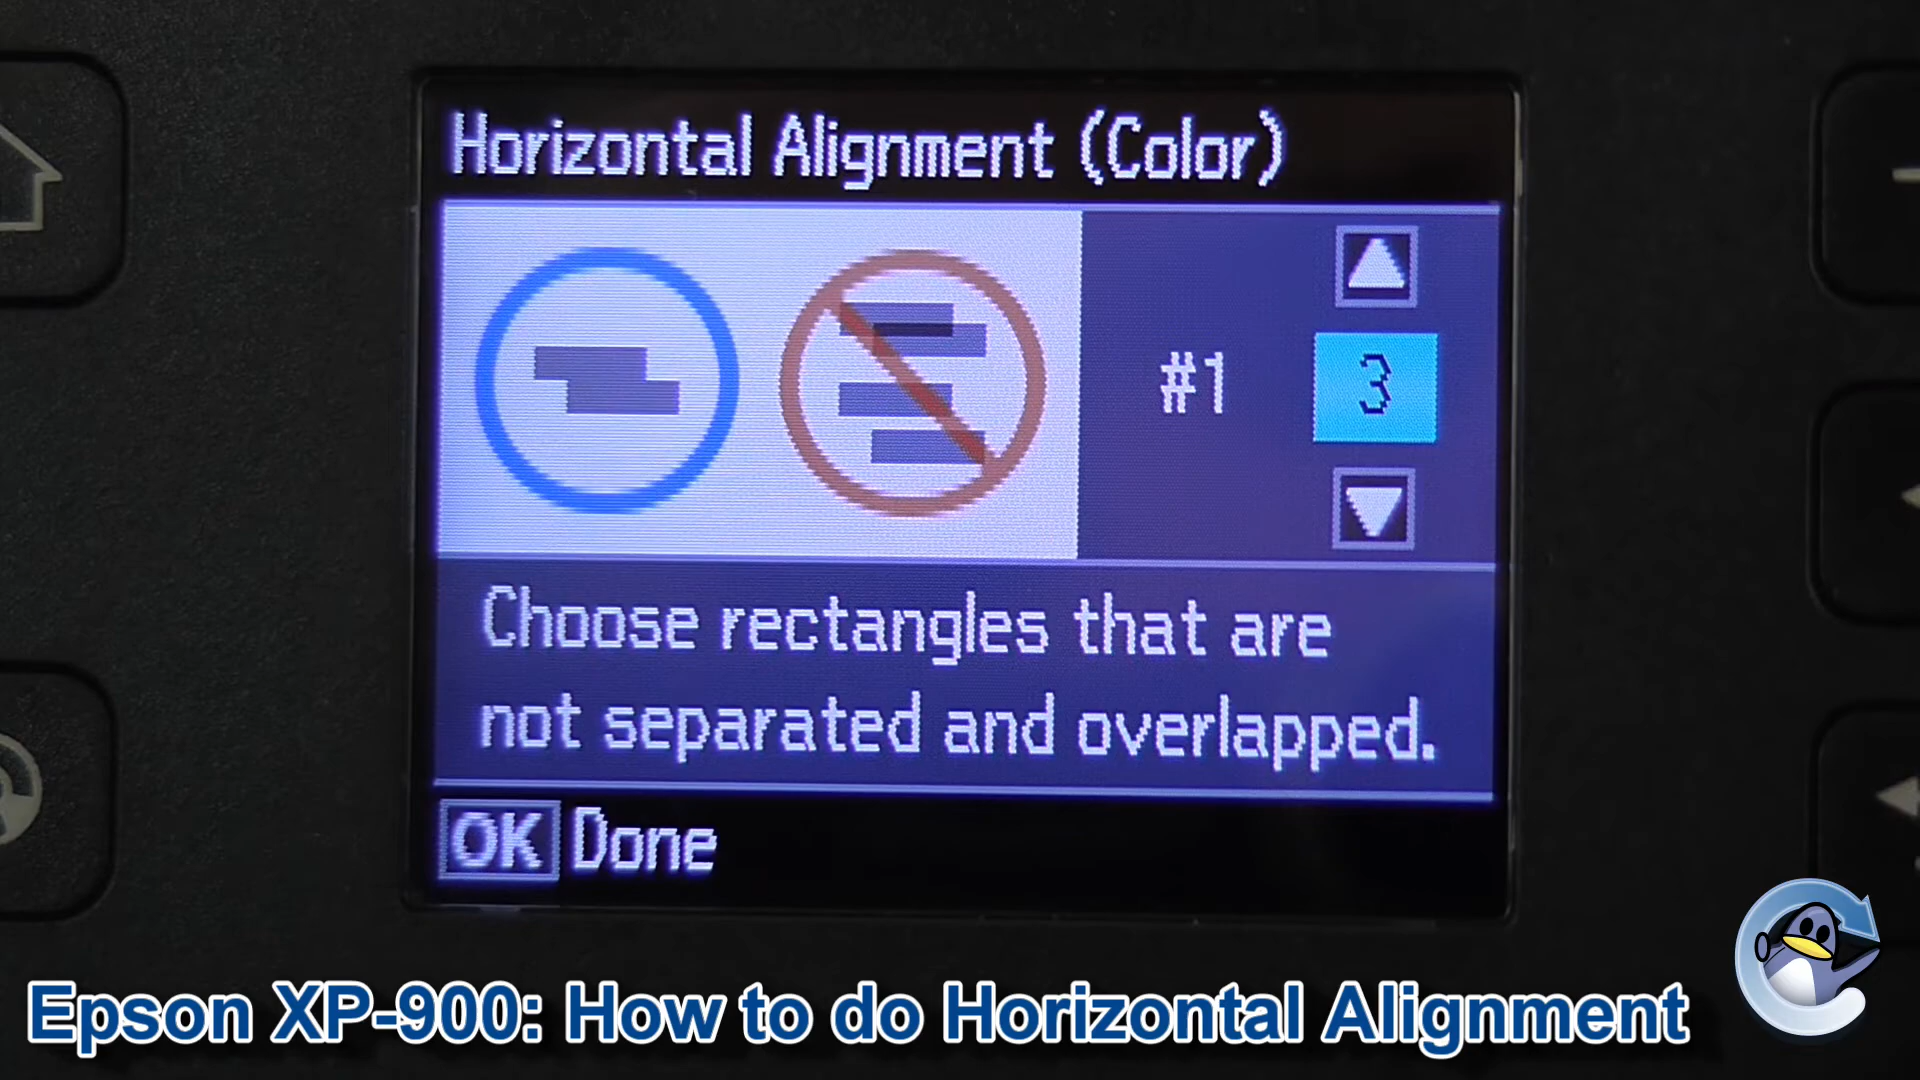 Horizontal Alignment (Color)
#1 3
Choose rectangles that are
not separated and overlapped.
OK Done
Epson XP-900: How to do Horizontal Alignment